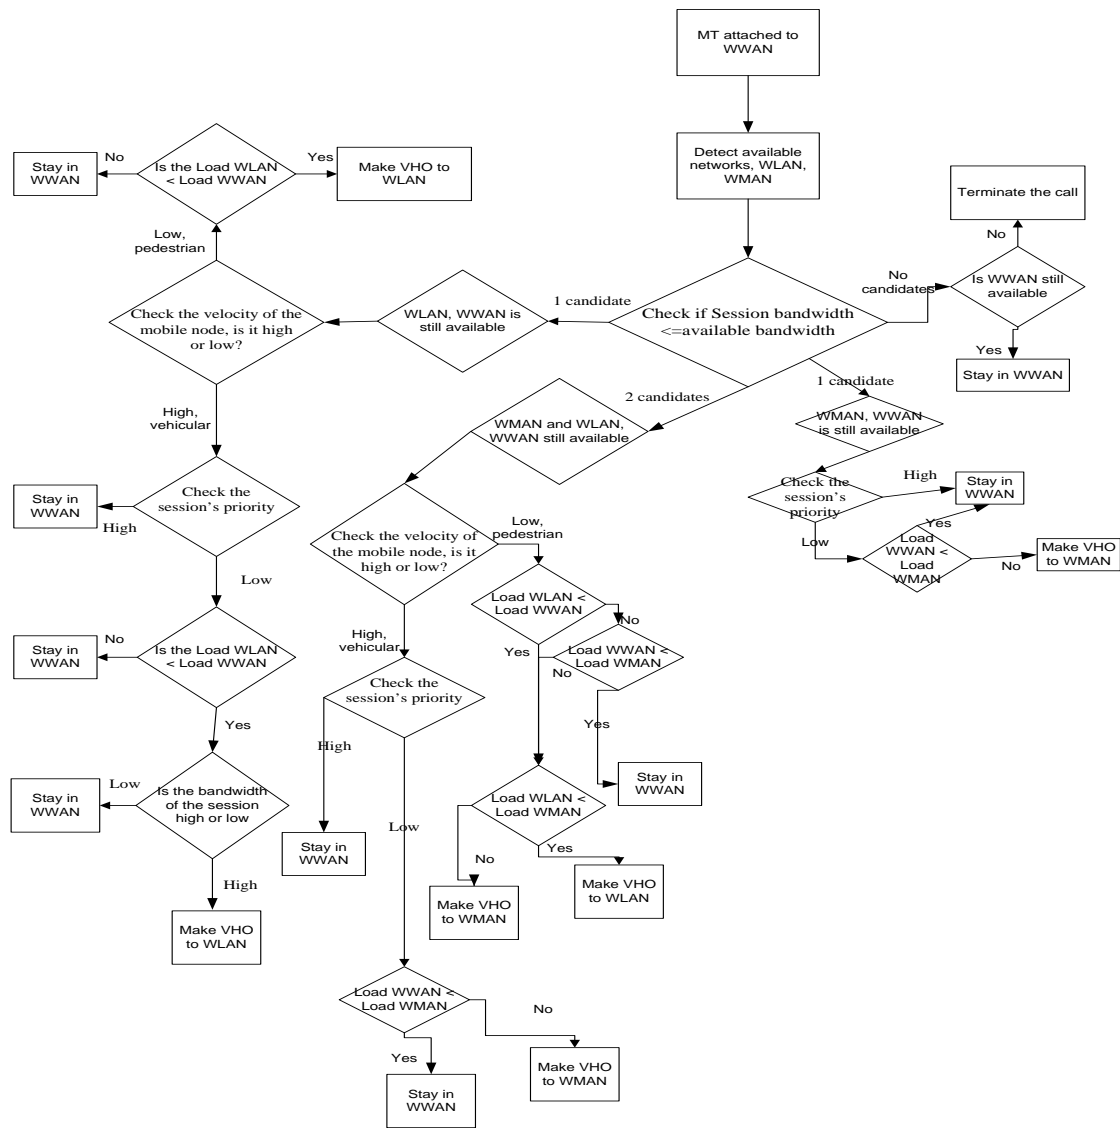 MT attached to
WWAN
Detect available
networks, WLAN,
WMAN
Check if Session bandwidth
<=available bandwidth
No
candidates
Is WWAN still
available
No
Terminate the call
Yes
Stay in WWAN
1 candidate
WLAN, WWAN is
still available
Check the velocity of the
mobile node, is it high
or low?
Low,
pedestrian
Is the Load WLAN
< Load WWAN
No
Stay in
WWAN
Yes
Make VHO to
WLAN
High,
vehicular
Check the
session's priority
High
Stay in
WWAN
Low
Is the Load WLAN
< Load WWAN
No
Stay in
WWAN
Yes
Is the bandwidth
of the session
high or low
Low
Stay in
WWAN
High
Make VHO
to WLAN
2 candidates
WMAN and WLAN,
WWAN still available
Check the velocity of
the mobile node, is it
high or low?
Low,
pedestrian
Load WLAN <
Load WWAN
No
Load WWAN <
Load WMAN
Yes
No
Yes
Stay in
WWAN
Load WLAN <
Load WMAN
No
Make VHO
to WMAN
Yes
Make VHO
to WLAN
High,
vehicular
Check the
session's priority
High
Stay in
WWAN
Low
Load WWAN <
Load WMAN
No
Make VHO
to WMAN
Yes
Stay in
WWAN
1 candidate
WMAN, WWAN
is still available
Check the
session's
priority
High
Stay in
WWAN
Low
Load
WWAN <
Load
WMAN
Yes
No
Make VHO
to WMAN